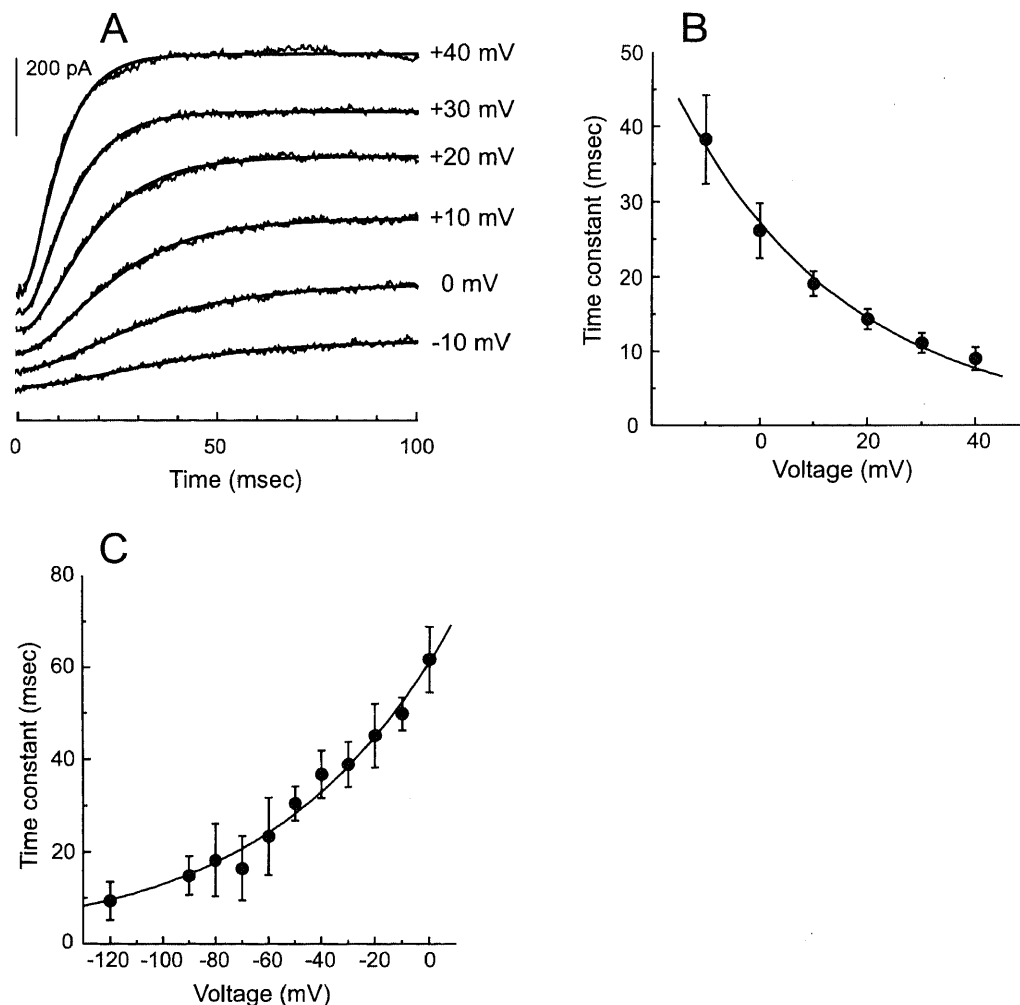 A
200 pA
+40 mV
+30 mV
+20 mV
+10 mV
0 mV
-10 mV
0 50 100
Time (msec)
B
Time constant (msec)
50
40
30
20
10
0
0 20 40
Voltage (mV)
C
Time constant (msec)
80
60
40
20
0
-120 -100 -80 -60 -40 -20 0
Voltage (mV)